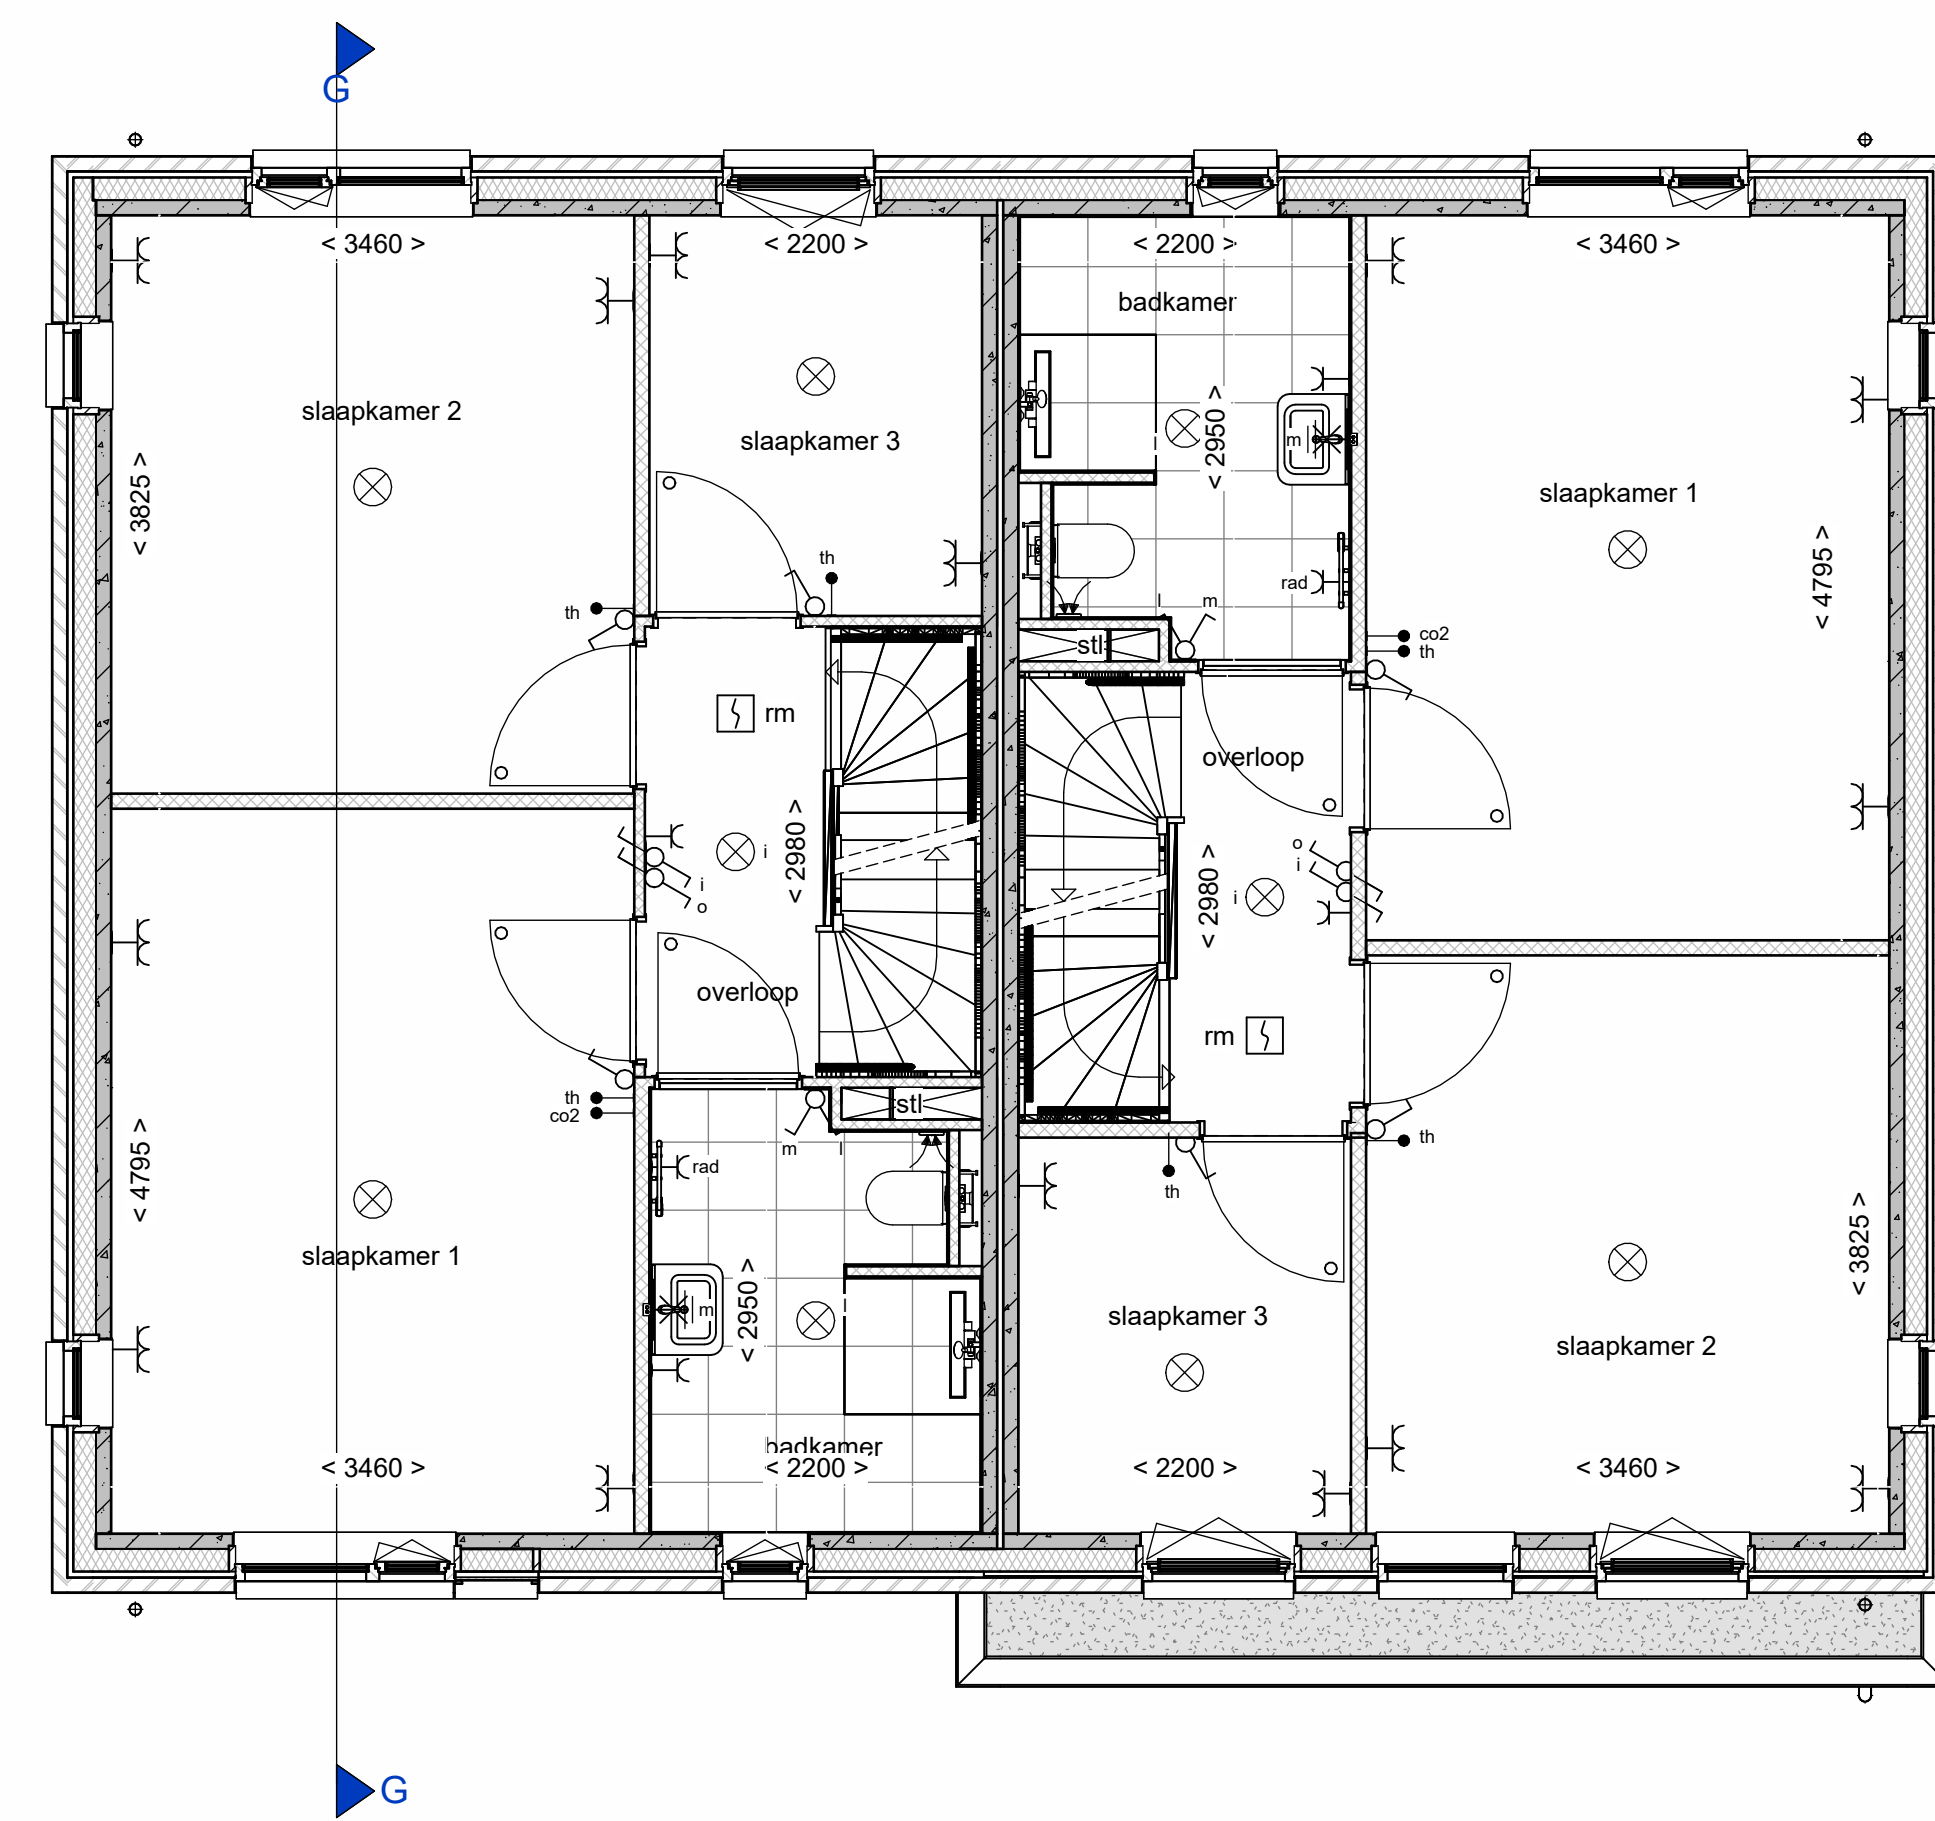 G
< 3460 >
< 2200 >
< 2200 >
< 3460 >
badkamer
slaapkamer 2
slaapkamer 3
< 2950 >
m
slaapkamer 1
< 3825 >
th
th
rad
< 4795 >
l
m
stl
co2
th
rm
overloop
< 2980 >
i
i
o
o
i
i
< 2980 >
overloop
rm
th
co2
stl
m
l
th
th
rad
< 4795 >
slaapkamer 1
m
< 2950 >
slaapkamer 3
< 3825 >
slaapkamer 2
badkamer
< 3460 >
< 2200 >
< 2200 >
< 3460 >
G